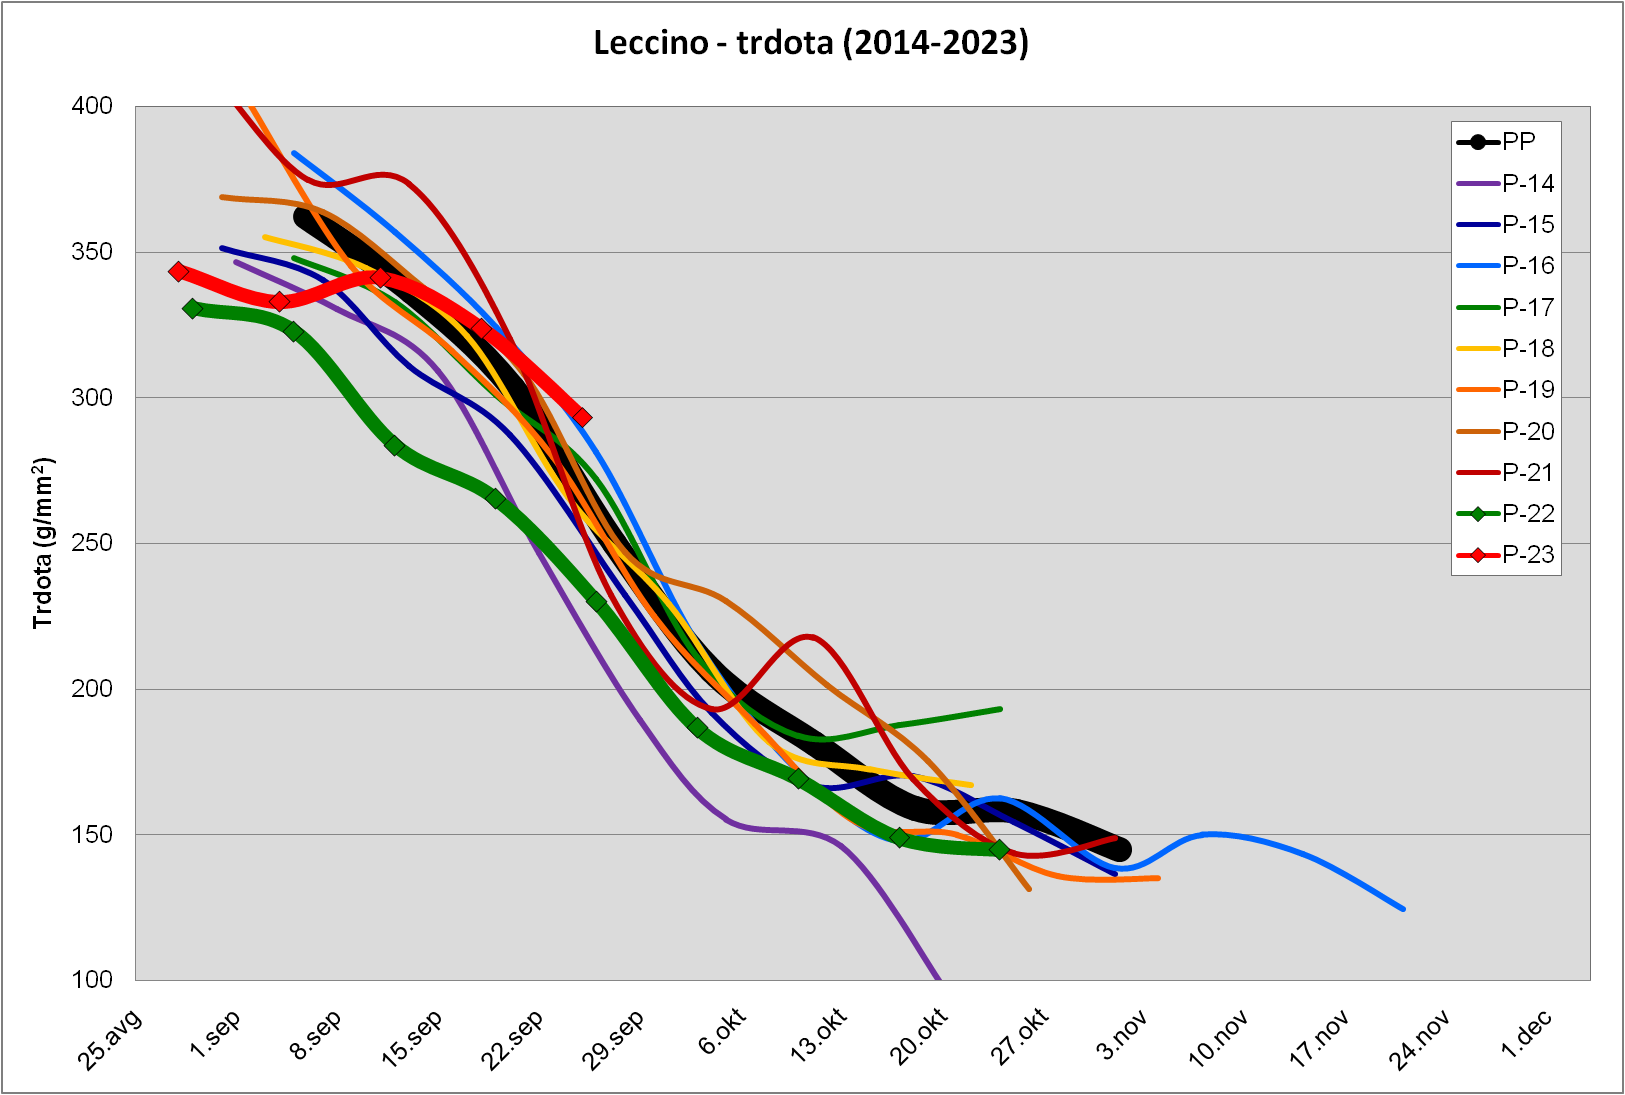 Leccino - trdota (2014-2023)
Trdota (g/mm²)
400
350
300
250
200
150
100
PP
P-14
P-15
P-16
P-17
P-18
P-19
P-20
P-21
P-22
P-23
25.avg
1.sep
8.sep
15.sep
22.sep
29.sep
6.okt
13.okt
20.okt
27.okt
3.nov
10.nov
17.nov
24.nov
1.dec